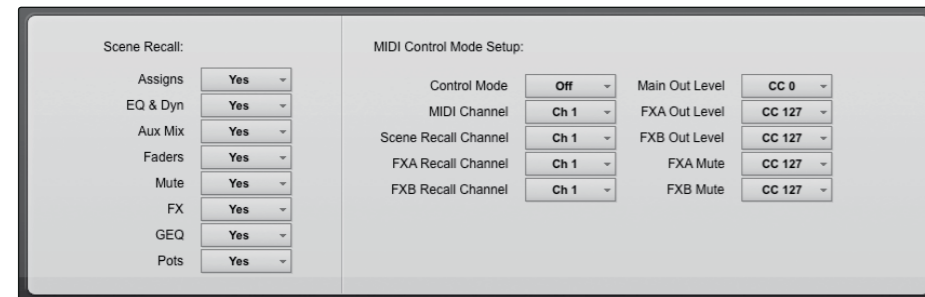 Scene Recall:
Assigns Yes
EQ & Dyn Yes
Aux Mix Yes
Faders Yes
Mute Yes
FX Yes
GEQ Yes
Pots Yes
MIDI Control Mode Setup:
Control Mode Off Main Out Level CC 0
MIDI Channel Ch 1 FXA Out Level CC 127
Scene Recall Channel Ch 1 FXB Out Level CC 127
FXA Recall Channel Ch 1 FXA Mute CC 127
FXB Recall Channel Ch 1 FXB Mute CC 127